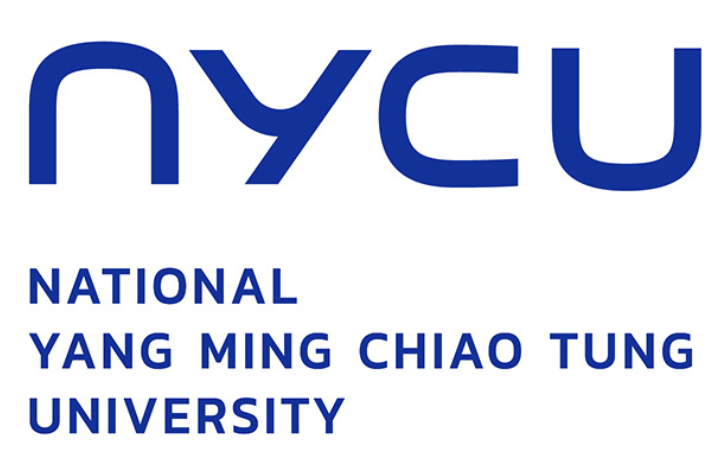 NYCU
NATIONAL
YANG MING CHIAO TUNG
UNIVERSITY